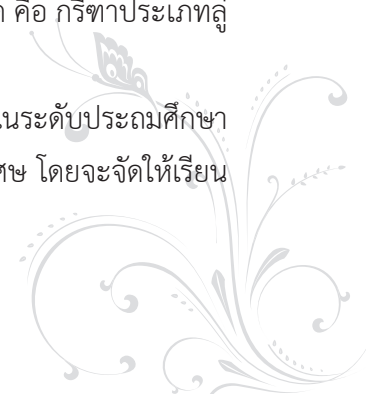 คือ กรีฑาประเภทลู่
นระดับประถมศึกษา
ศษ โดยจะจัดให้เรียน